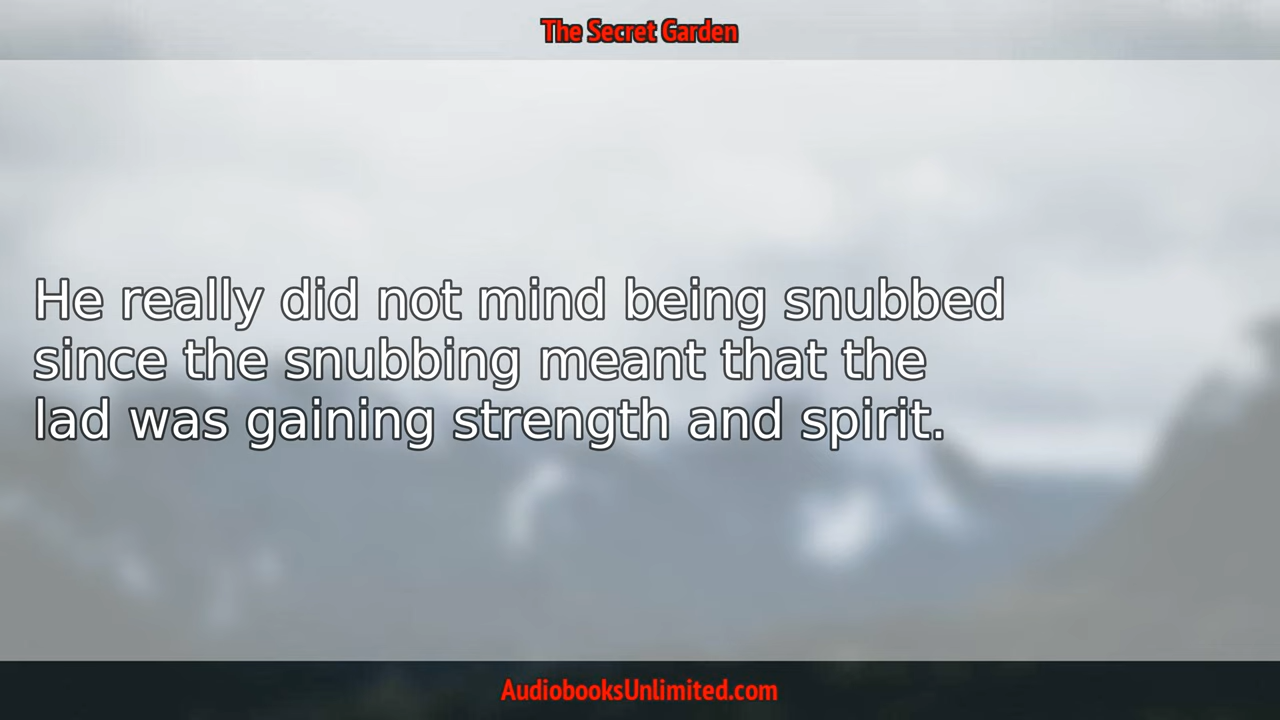 The Secret Garden
He really did not mind being snubbed
since the snubbing meant that the
lad was gaining strength and spirit.
AudiobooksUnlimited.com